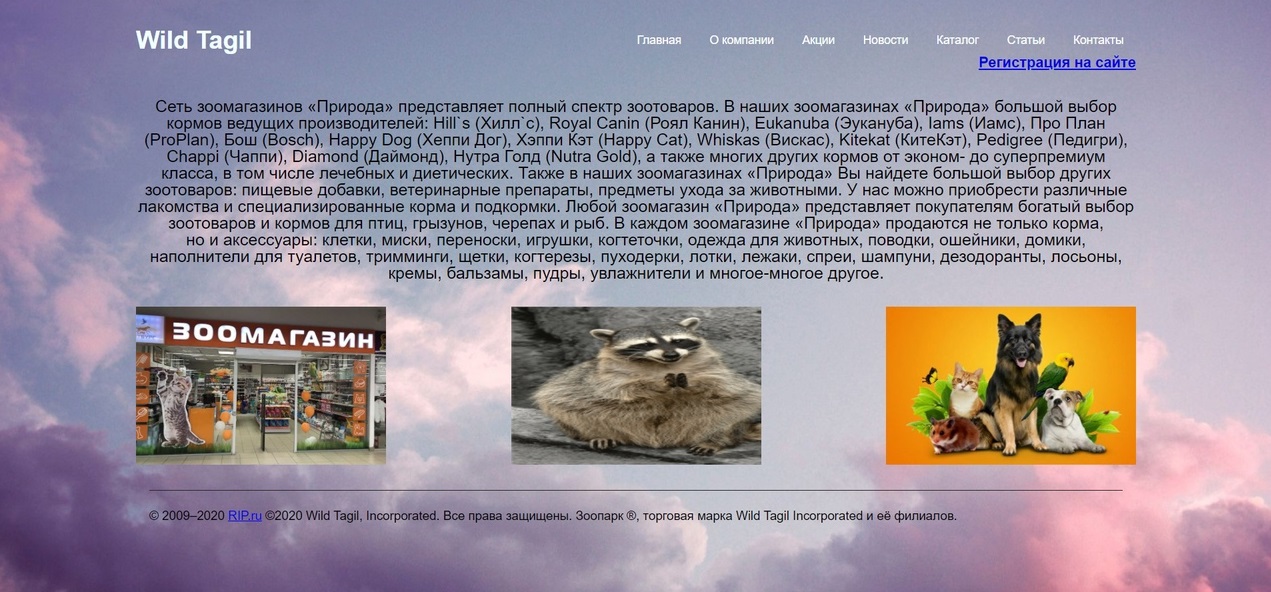 Wild Tagil
Главная О компании Акции Новости Каталог Статьи Контакты
Регистрация на сайте
Сеть зоомагазинов «Природа» представляет полный спектр зоотоваров. В наших зоомагазинах «Природа» большой выбор
кормов ведущих производителей: Hill`s (Хилл`с), Royal Canin (Роял Канин), Eukanuba (Эукануба), Iams (Иамс), Про План
(ProPlan), Бош (Bosch), Happy Dog (Хеппи Дог), Хэппи Кэт (Happy Cat), Whiskas (Вискас), Kitekat (КитеКэт), Pedigree (Педигри),
Chappi (Чаппи), Diamond (Даймонд), Нутра Голд (Nutra Gold), а также многих других кормов от эконом- до суперпремиум
класса, в том числе лечебных и диетических. Также в наших зоомагазинах «Природа» Вы найдете большой выбор других
зоотоваров: пищевые добавки, ветеринарные препараты, предметы ухода за животными. У нас можно приобрести различные
лакомства и специализированные корма и подкормки. Любой зоомагазин «Природа» представляет покупателям богатый выбор
зоотоваров и кормов для птиц, грызунов, черепах и рыб. В каждом зоомагазине «Природа» продаются не только корма,
но и аксессуары: клетки, миски, переноски, игрушки, когтеточки, одежда для животных, поводки, ошейники, домики,
наполнители для туалетов, тримминги, щетки, когтерезы, пуходерки, лотки, лежаки, спреи, шампуни, дезодоранты, лосьоны,
кремы, бальзамы, пудры, увлажнители и многое-многое другое.
ЗООМАГАЗИН
© 2009–2020 RIP.ru ©2020 Wild Tagil, Incorporated. Все права защищены. Зоопарк ®, торговая марка Wild Tagil Incorporated и её филиалов.